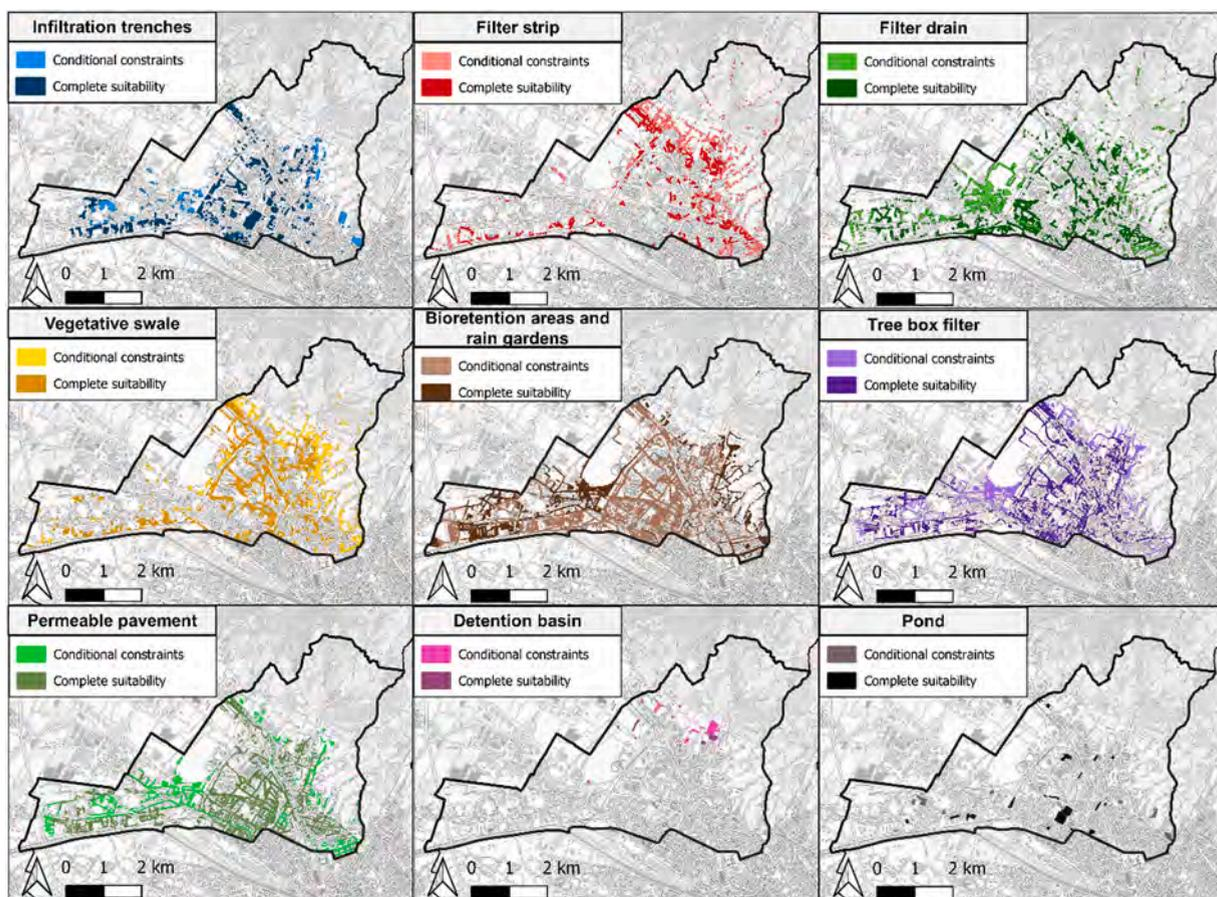 Infiltration trenches
Conditional constraints
Complete suitability
0 1 2 km
Filter strip
Conditional constraints
Complete suitability
0 1 2 km
Filter drain
Conditional constraints
Complete suitability
0 1 2 km
Vegetative swale
Conditional constraints
Complete suitability
0 1 2 km
Bioretention areas and
rain gardens
Conditional constraints
Complete suitability
0 1 2 km
Tree box filter
Conditional constraints
Complete suitability
0 1 2 km
Permeable pavement
Conditional constraints
Complete suitability
0 1 2 km
Detention basin
Conditional constraints
Complete suitability
0 1 2 km
Pond
Conditional constraints
Complete suitability
0 1 2 km